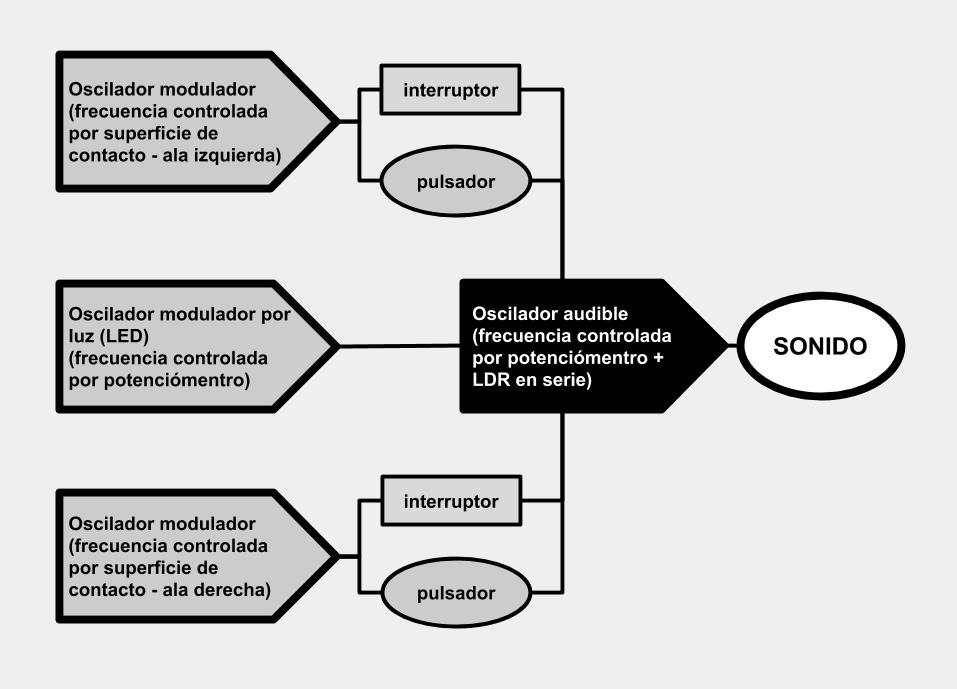 Oscilador modulador
(frecuencia controlada
por superficie de
contacto - ala izquierda)
interruptor
pulsador
Oscilador modulador por
luz (LED)
(frecuencia controlada
por potenciómentro)
Oscilador audible
(frecuencia controlada
por potenciómentro +
LDR en serie)
SONIDO
Oscilador modulador
(frecuencia controlada
por superficie de
contacto - ala derecha)
interruptor
pulsador